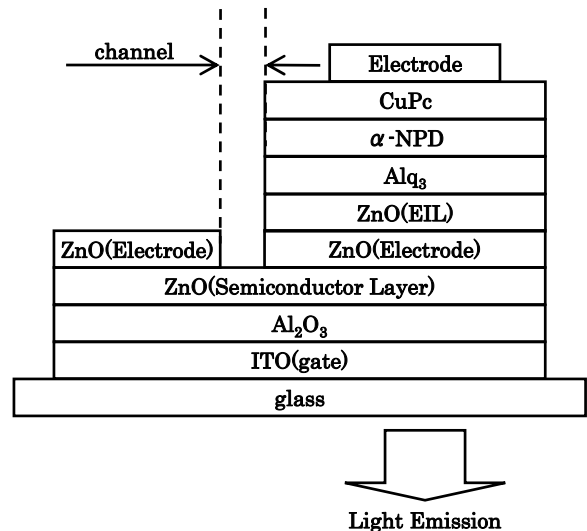 channel
Electrode
CuPc
α-NPD
Alq₃
ZnO(EIL)
ZnO(Electrode)
ZnO(Electrode)
ZnO(Semiconductor Layer)
Al₂O₃
ITO(gate)
glass
Light Emission